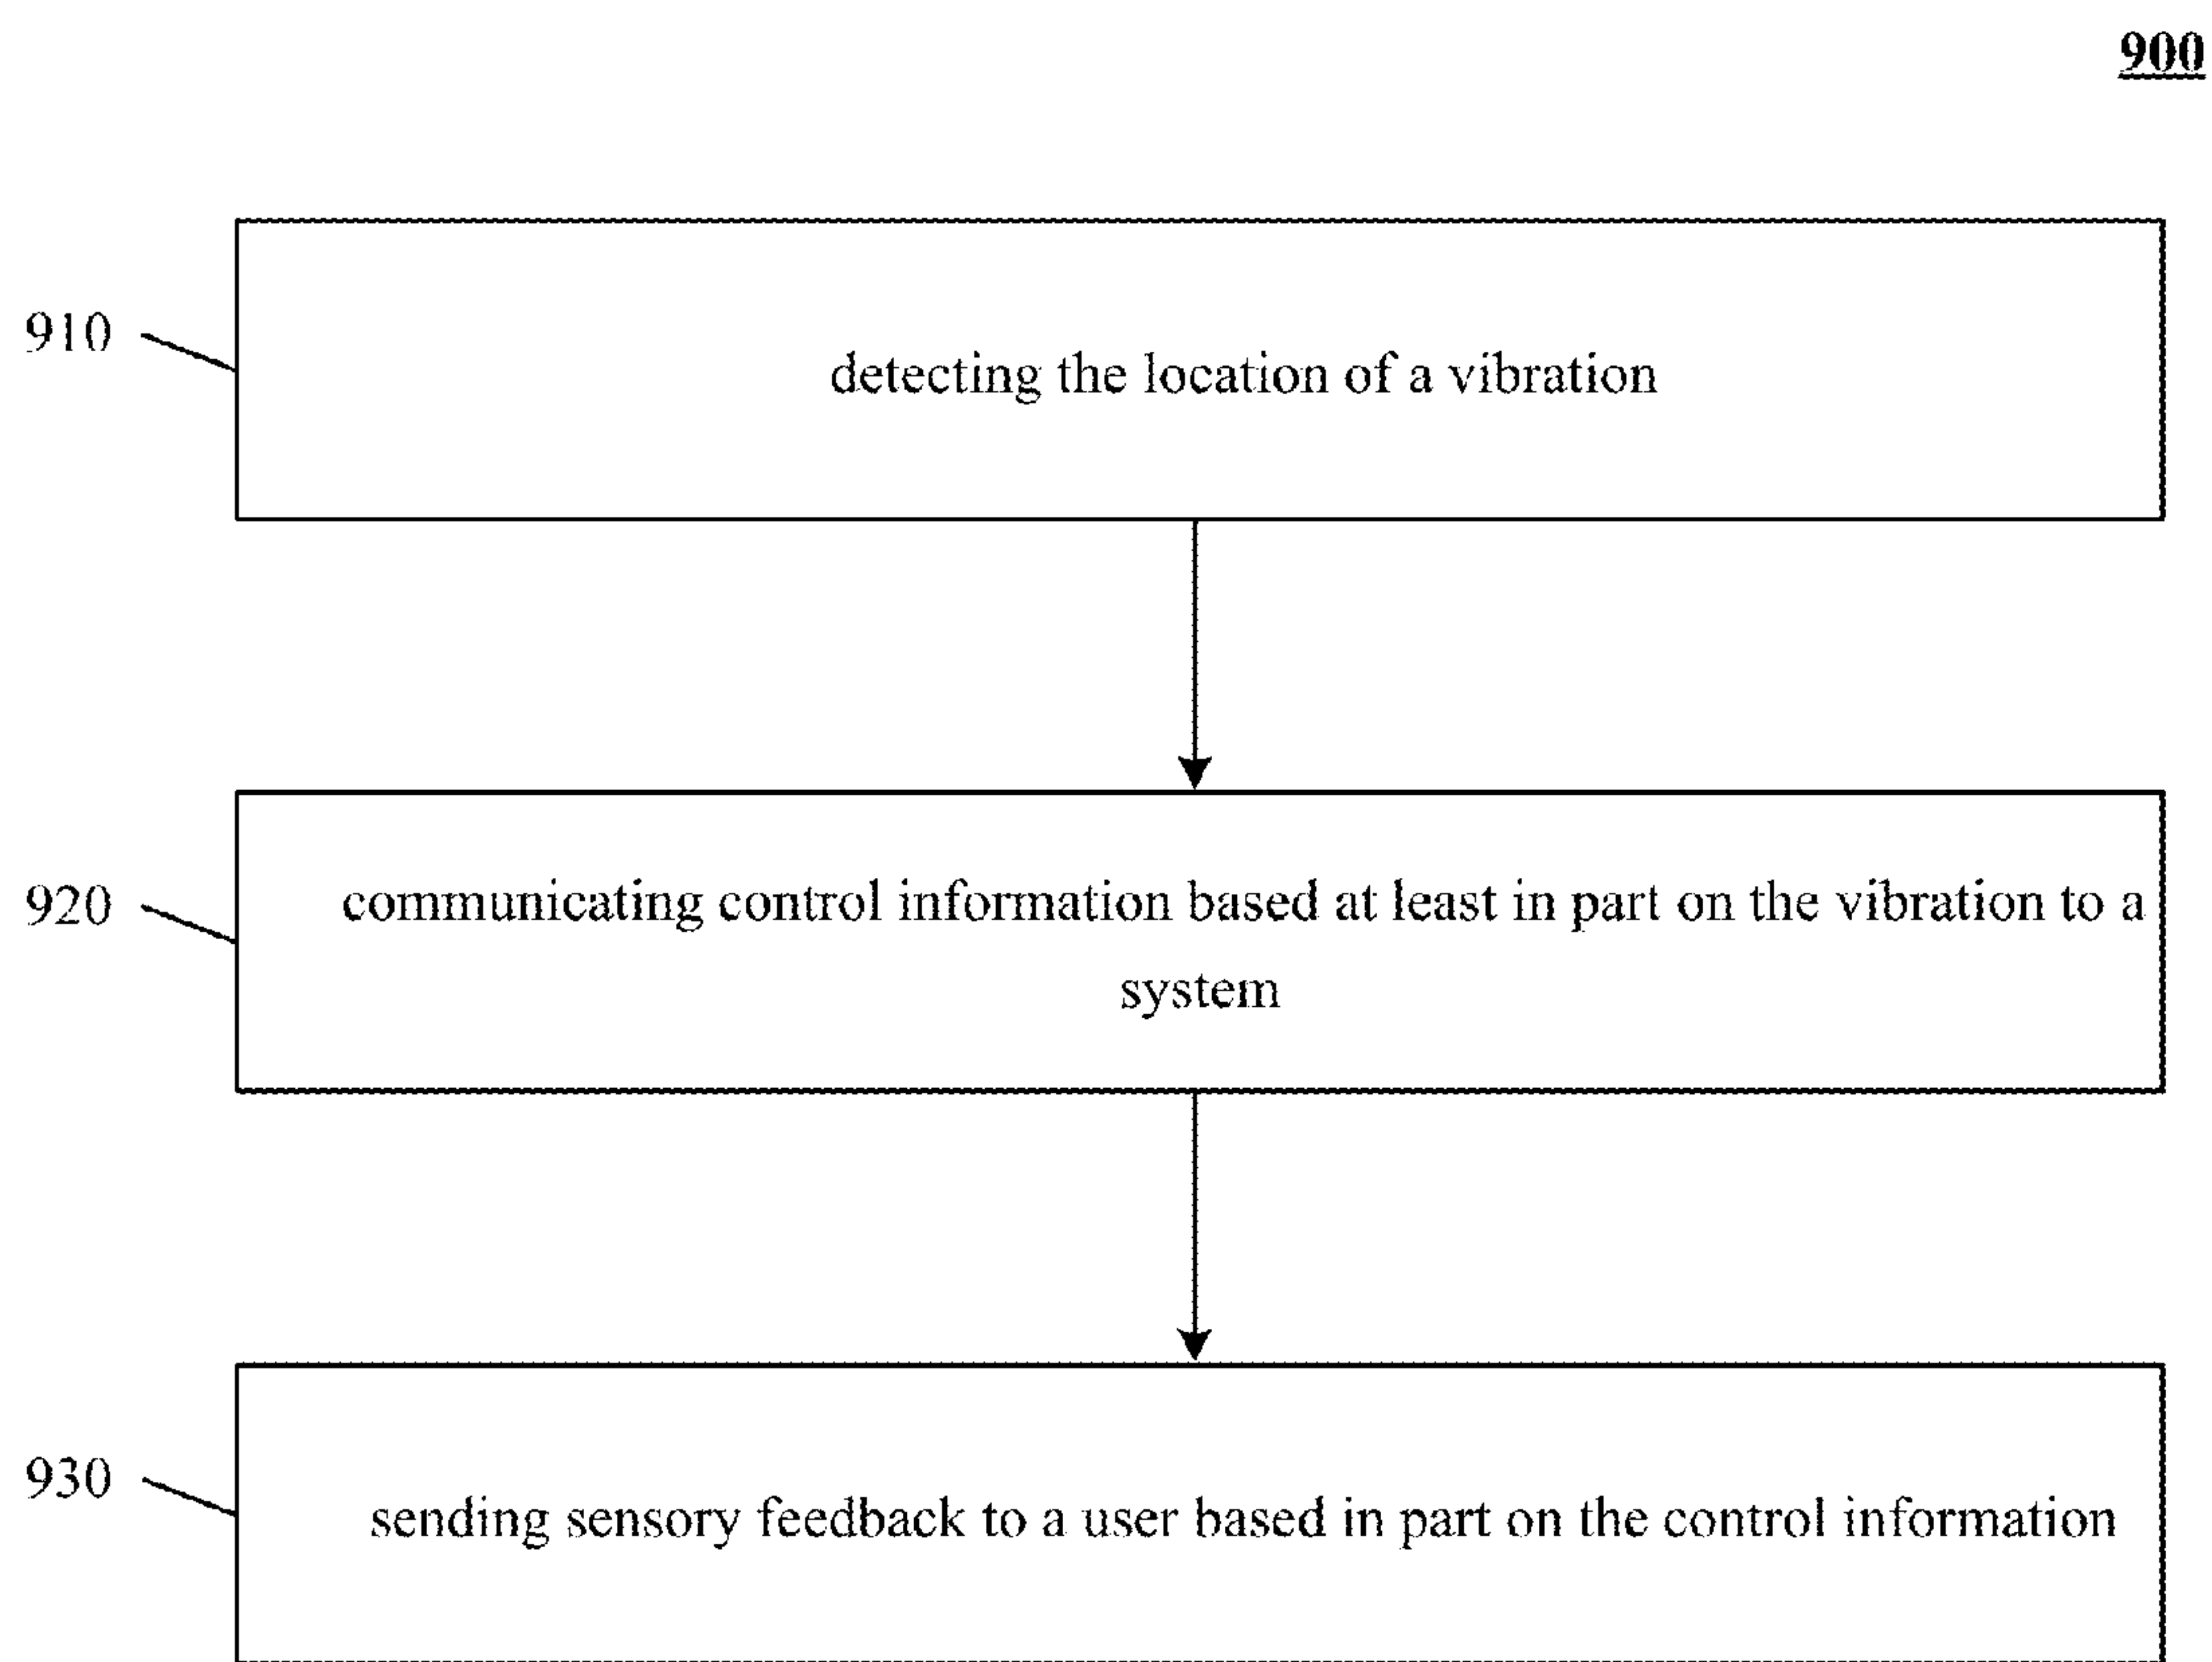 900
910
detecting the location of a vibration
920
communicating control information based at least in part on the vibration to a
system
930
sending sensory feedback to a user based in part on the control information